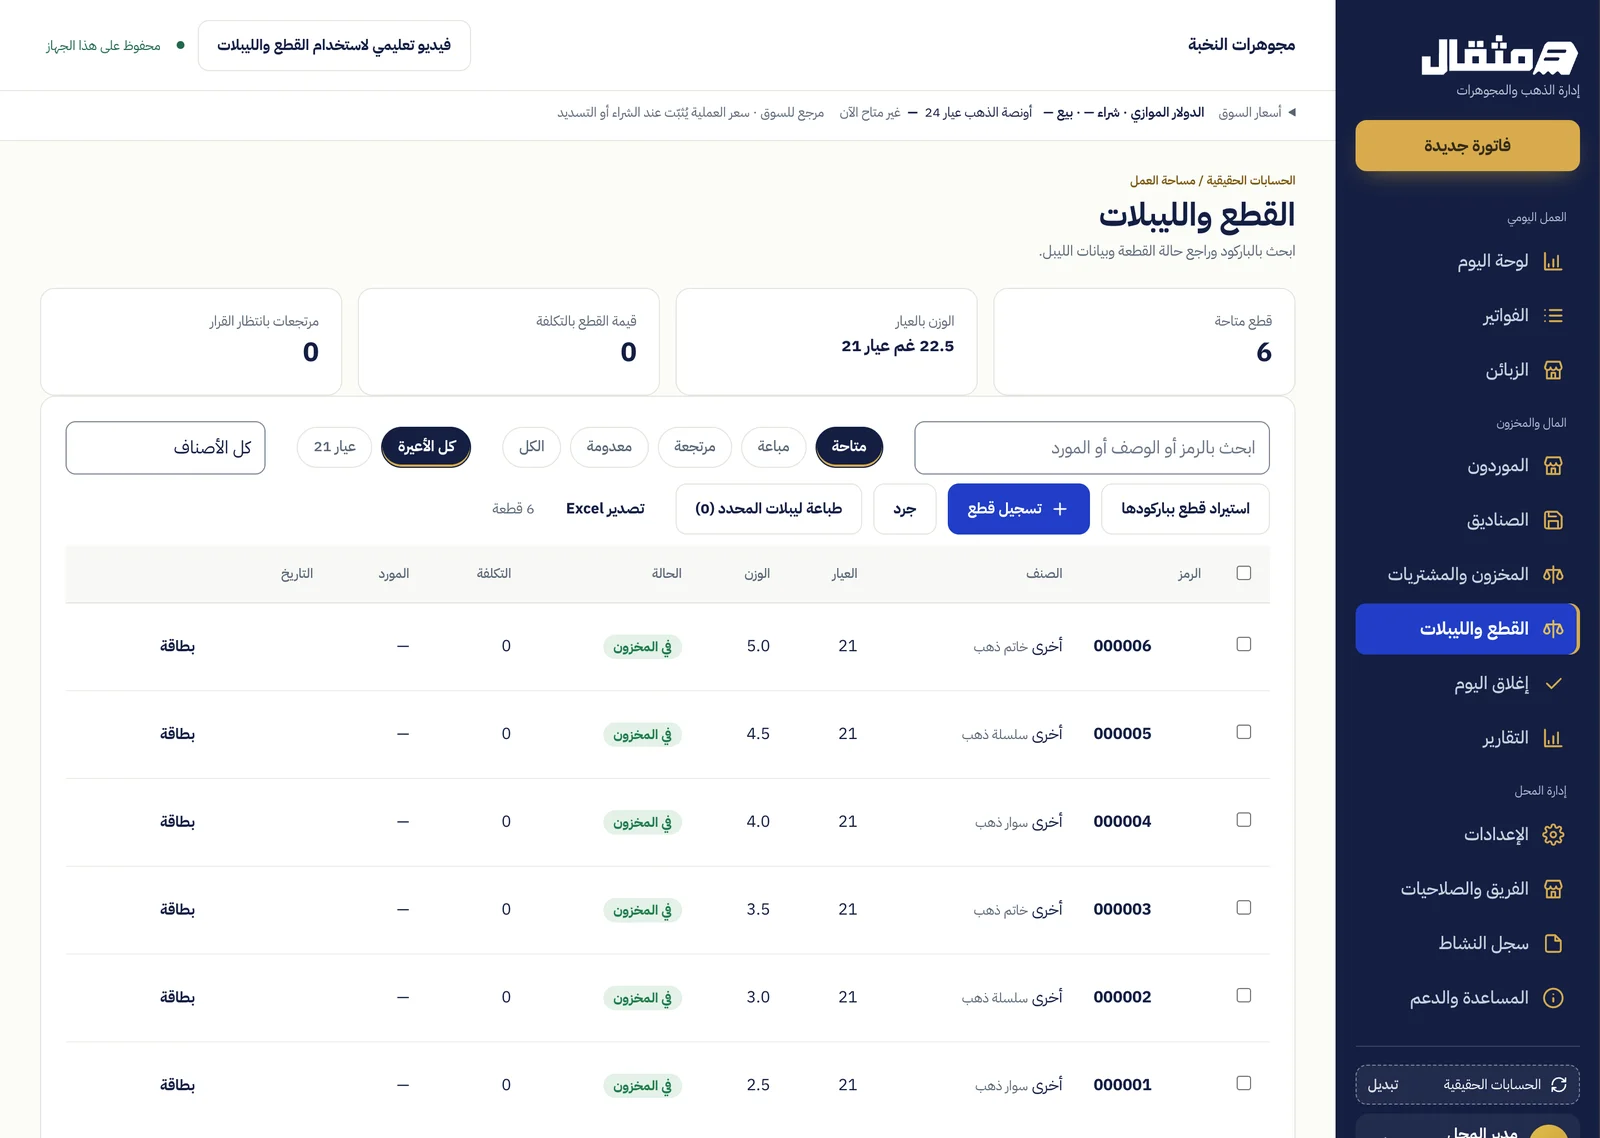 مثقال
إدارة الذهب والمجوهرات
فاتورة جديدة
العمل اليومي
لوحة اليوم
الفواتير
الزبائن
المال والمخزون
الموردون
الصناديق
المخزون والمشتريات
القطع والليبلات
إغلاق اليوم
التقارير
إدارة المحل
الإعدادات
الفريق والصلاحيات
سجل النشاط
المساعدة والدعم
الحسابات الحقيقية تبديل
مدير المحل
مجوهرات النخبة
فيديو تعليمي لاستخدام القطع والليبلات
محفوظ على هذا الجهاز
أسعار السوق الدولار الموازي · شراء — · بيع — أونصة الذهب عيار 24 — غير متاح الآن مرجع للسوق · سعر العملية يُثبّت عند الشراء أو التسديد
الحسابات الحقيقية / مساحة العمل
القطع والليبلات
ابحث بالباركود وراجع حالة القطعة وبيانات الليبل.
قطع متاحة
6
الوزن بالعيار
22.5 غم عيار 21
قيمة القطع بالتكلفة
0
مرتجعات بانتظار القرار
0
ابحث بالرمز أو الوصف أو المورد
متاحة مباعة مرتجعة معدومة الكل
كل الأعيرة عيار 21
كل الأصناف
استيراد قطع بباركودها + تسجيل قطع جرد طباعة ليبلات المحدد (0) تصدير Excel 6 قطعة
الرمز الصنف العيار الوزن الحالة التكلفة المورد التاريخ
000006 أخرى خاتم ذهب 21 5.0 في المخزون 0 — بطاقة
000005 أخرى سلسلة ذهب 21 4.5 في المخزون 0 — بطاقة
000004 أخرى سوار ذهب 21 4.0 في المخزون 0 — بطاقة
000003 أخرى خاتم ذهب 21 3.5 في المخزون 0 — بطاقة
000002 أخرى سلسلة ذهب 21 3.0 في المخزون 0 — بطاقة
000001 أخرى سوار ذهب 21 2.5 في المخزون 0 — بطاقة